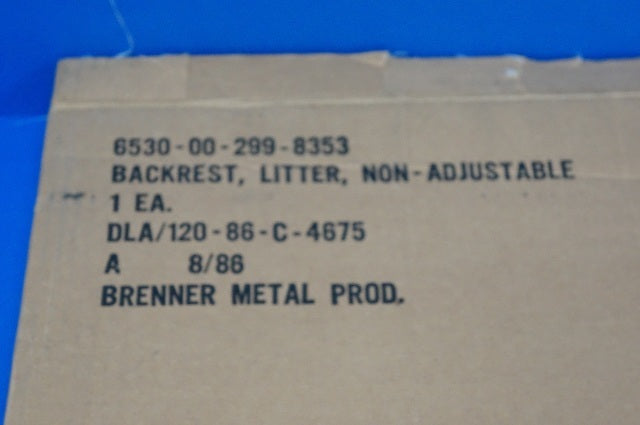 6530-00-299-8353
BACKREST, LITTER, NON-ADJUSTABLE
1 EA.
DLA/120-86-C-4675
A 8/86
BRENNER METAL PROD.